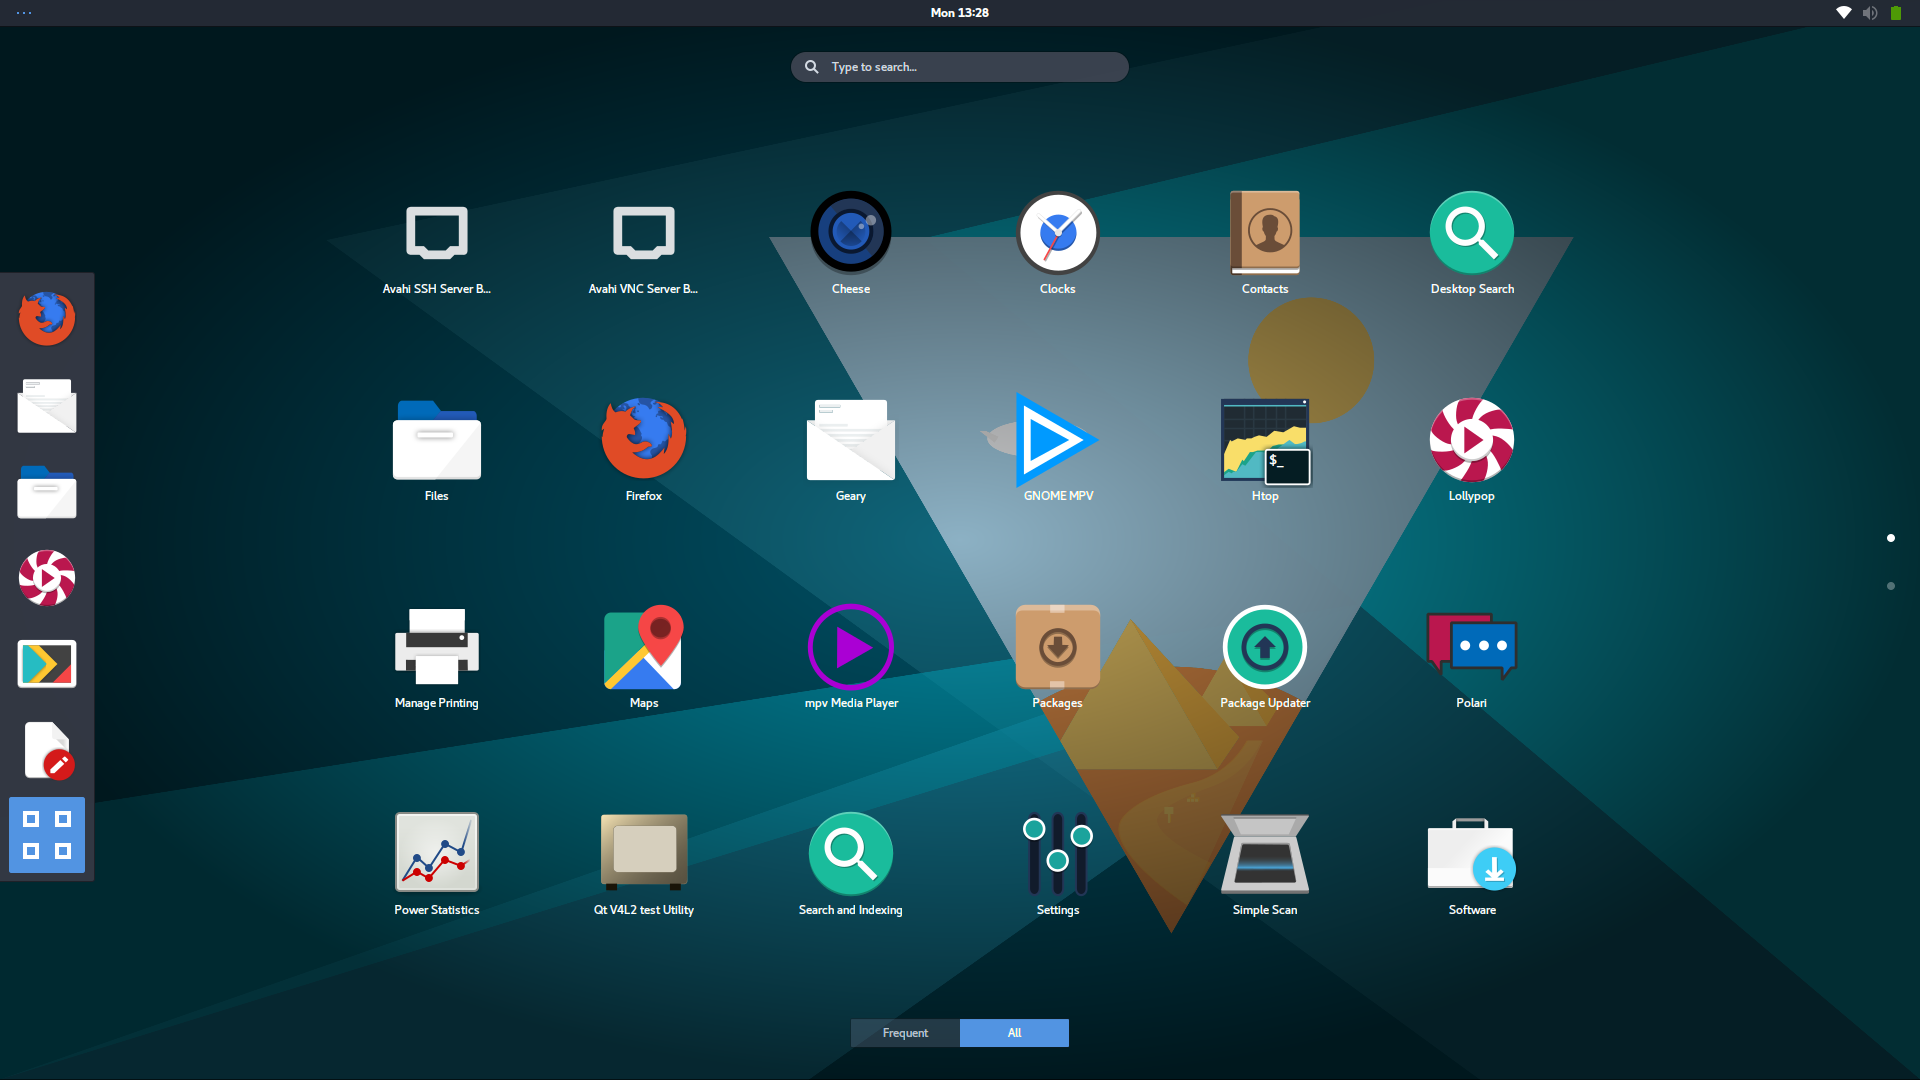 Mon 13:28
Type to search...
Avahi SSH Server B...
Avahi VNC Server B...
Cheese
Clocks
Contacts
Desktop Search
Files
Firefox
Geary
GNOME MPV
$_
Htop
Lollypop
Manage Printing
Maps
mpv Media Player
Packages
Package Updater
Polari
Power Statistics
Qt V4L2 test Utility
Search and Indexing
Settings
Simple Scan
Software
Frequent
All